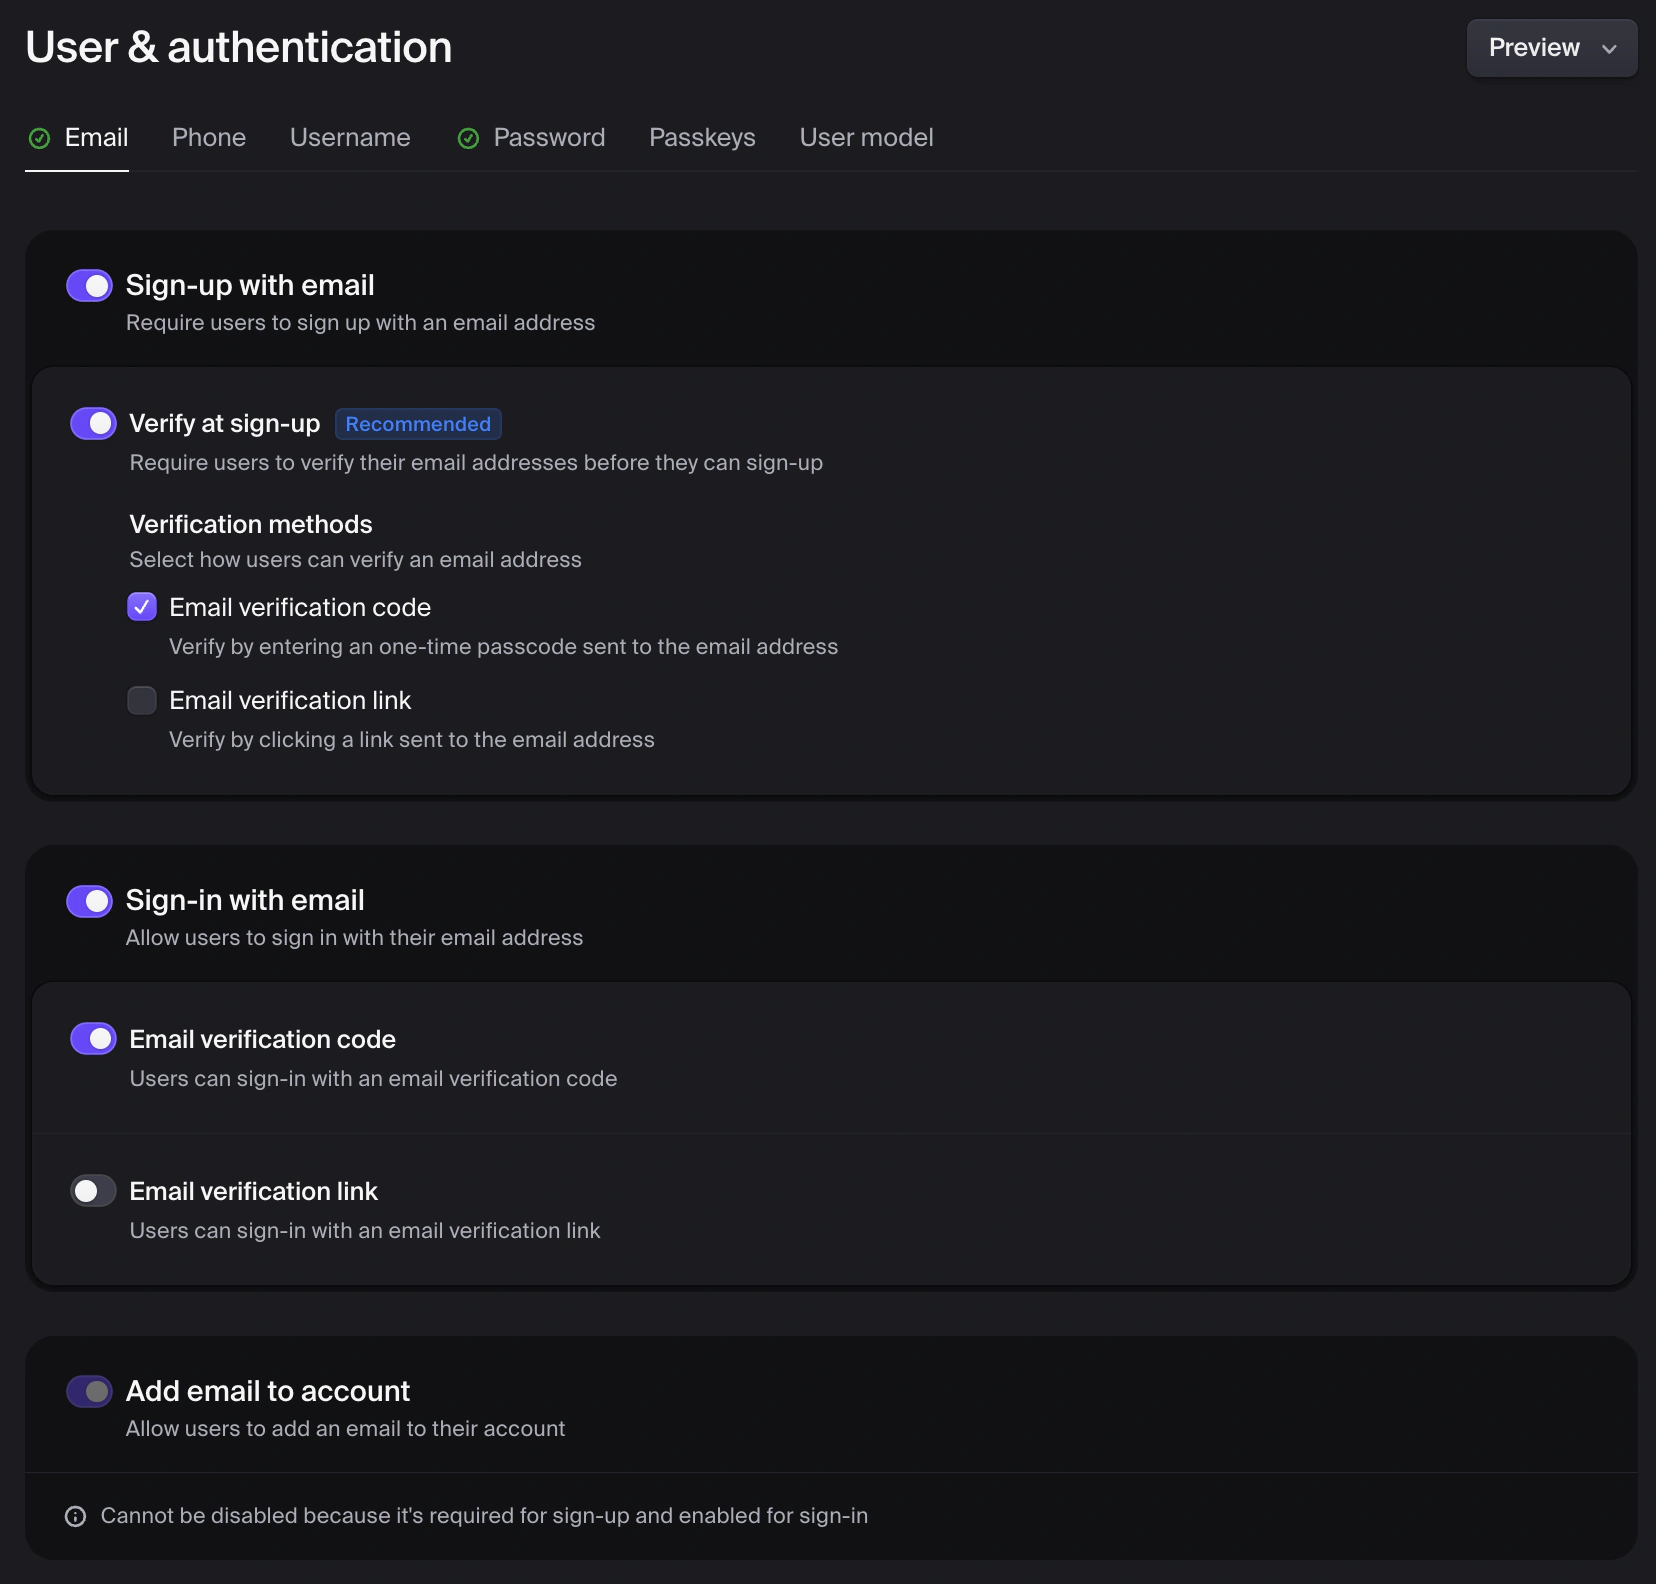 User & authentication
Preview
Email
Phone
Username
Password
Passkeys
User model
Sign-up with email
Require users to sign up with an email address
Verify at sign-up
Recommended
Require users to verify their email addresses before they can sign-up
Verification methods
Select how users can verify an email address
Email verification code
Verify by entering an one-time passcode sent to the email address
Email verification link
Verify by clicking a link sent to the email address
Sign-in with email
Allow users to sign in with their email address
Email verification code
Users can sign-in with an email verification code
Email verification link
Users can sign-in with an email verification link
Add email to account
Allow users to add an email to their account
Cannot be disabled because it's required for sign-up and enabled for sign-in